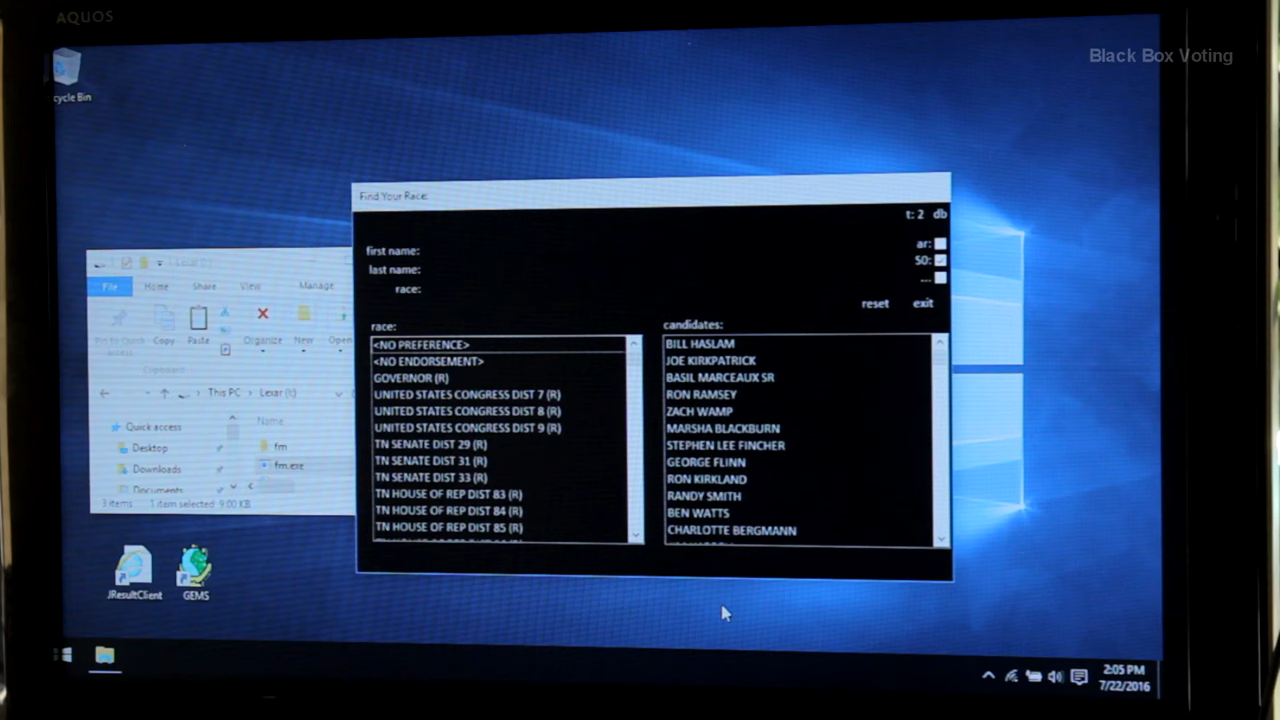 AQUOS
Black Box Voting
cycle Bin
Find Your Race:
t: 2 db
first name:
ar:
last name:
SO:
race:
...
reset exit
race:
<NO PREFERENCE>
<NO ENDORSEMENT>
GOVERNOR (R)
UNITED STATES CONGRESS DIST 7 (R)
UNITED STATES CONGRESS DIST 8 (R)
UNITED STATES CONGRESS DIST 9 (R)
TN SENATE DIST 29 (R)
TN SENATE DIST 31 (R)
TN SENATE DIST 33 (R)
TN HOUSE OF REP DIST 83 (R)
TN HOUSE OF REP DIST 84 (R)
TN HOUSE OF REP DIST 85 (R)
candidates:
BILL HASLAM
JOE KIRKPATRICK
BASIL MARCEAUX SR
RON RAMSEY
ZACH WAMP
MARSHA BLACKBURN
STEPHEN LEE FINCHER
GEORGE FLINN
RON KIRKLAND
RANDY SMITH
BEN WATTS
CHARLOTTE BERGMANN
Lexar (I:)
File Home Share View Manage
Pin to Quick access
Copy Paste Organize New Open
Clipboard
This PC > Lexar (I:)
Quick access
Desktop
Downloads
Documents
Name
fm
fm.exe
3 items 1 item selected 9.00 KB
JResultClient GEMS
2:05 PM
7/22/2016